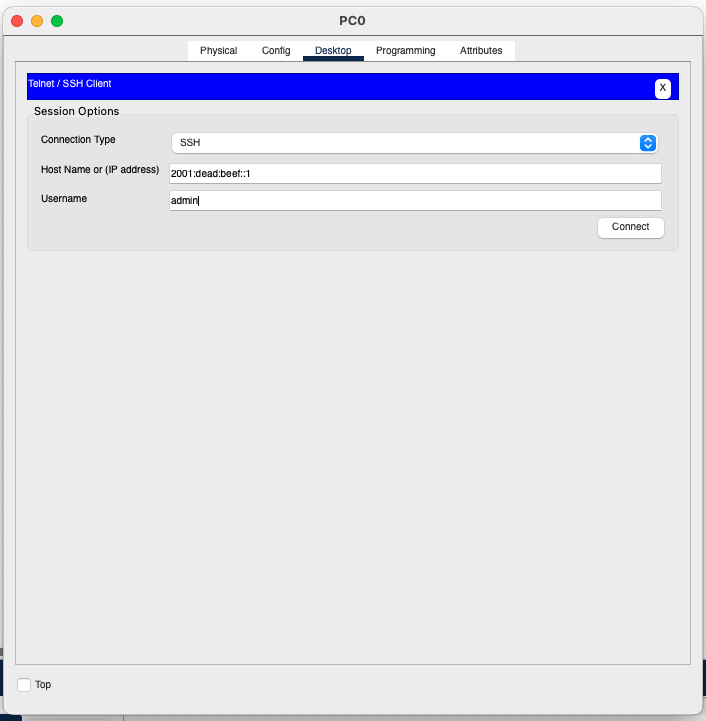 PC0
Physical Config Desktop Programming Attributes
Telnet / SSH Client X
Session Options
Connection Type SSH
Host Name or (IP address) 2001:dead:beef::1
Username admin
Connect
Top